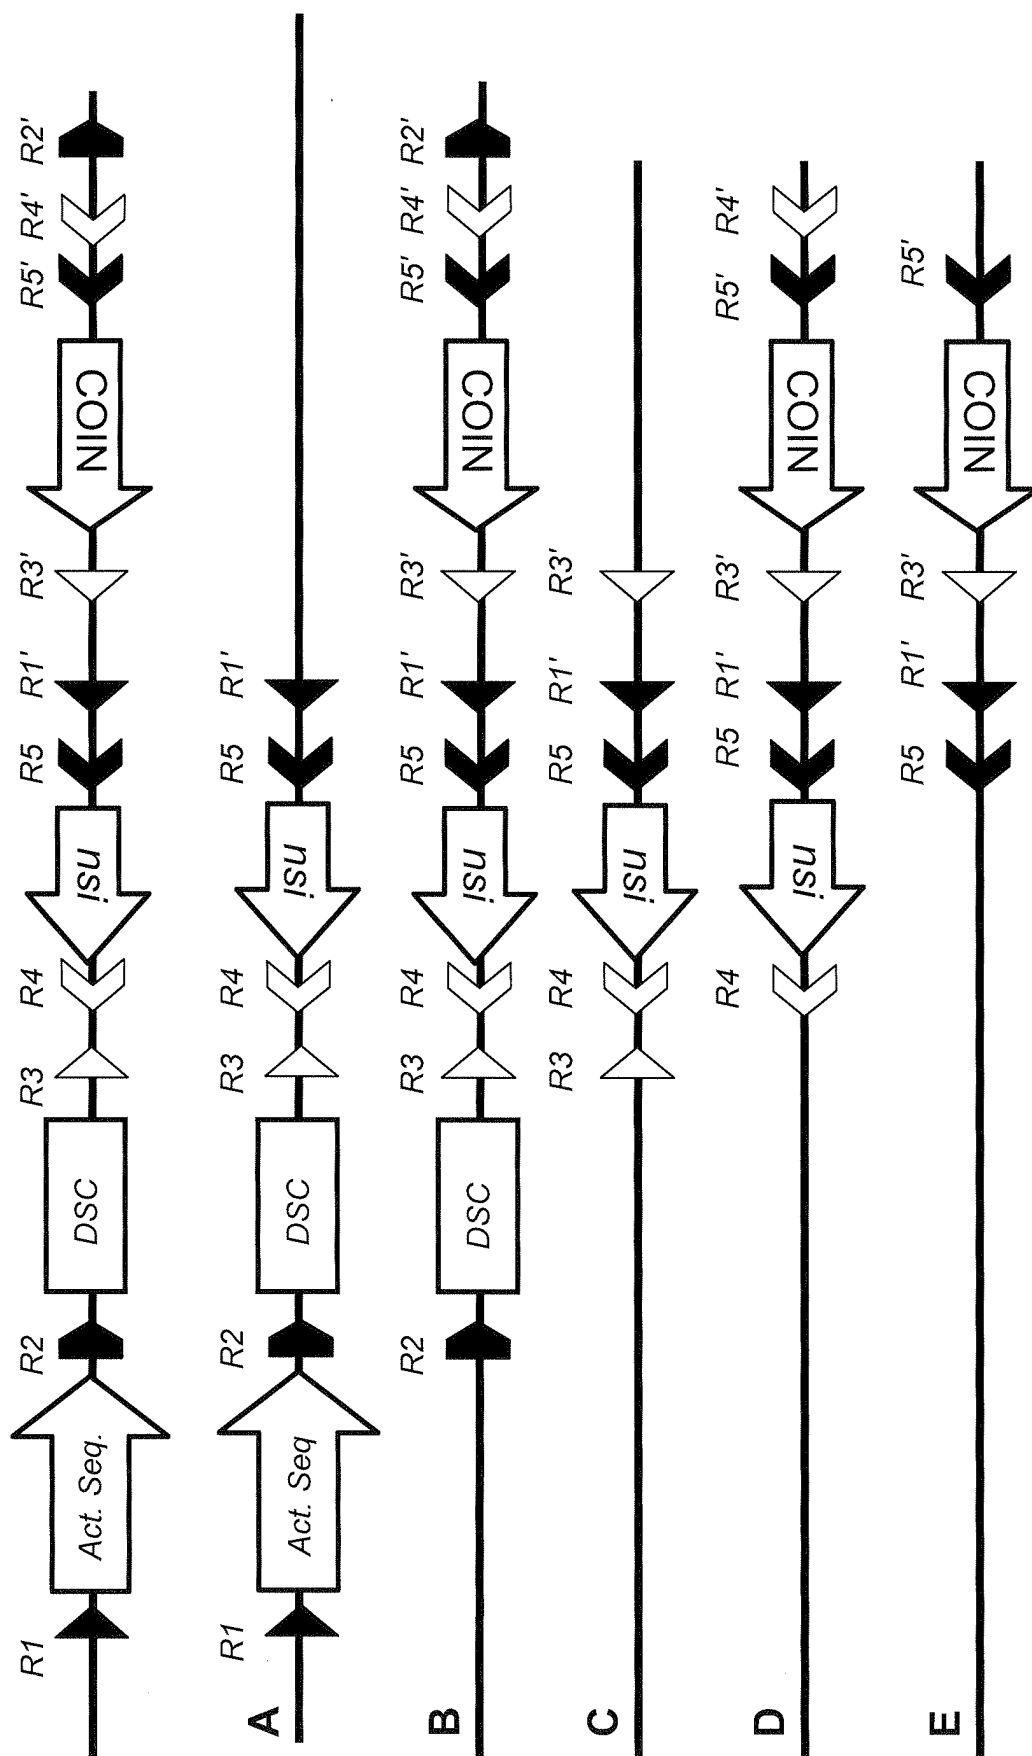 R1 R2 R3 R4 R5 R1' R3' R5' R4' R2'
Act. Seq. DSC nsi COIN
R1 R2 R3 R4 R5 R1'
A
Act. Seq DSC nsi
R2 R3 R4 R5 R1' R3' R5' R4' R2'
B
DSC nsi COIN
R3 R4 R5 R1' R3'
C
nsi
R4 R5 R1' R3' R5' R4'
D
nsi COIN
R5 R1' R3' R5'
E
COIN